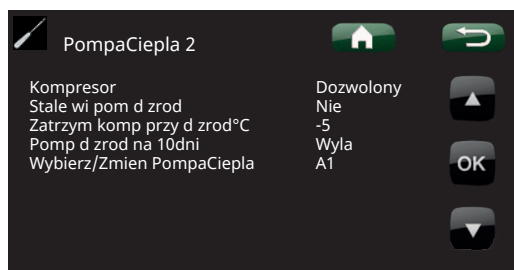 PompaCiepla 2
Kompresor Dozwolony
Stale wi pom d zrod Nie
Zatrzym komp przy d zrod°C -5
Pomp d zrod na 10dni Wyla
Wybierz/Zmien PompaCiepla A1
OK